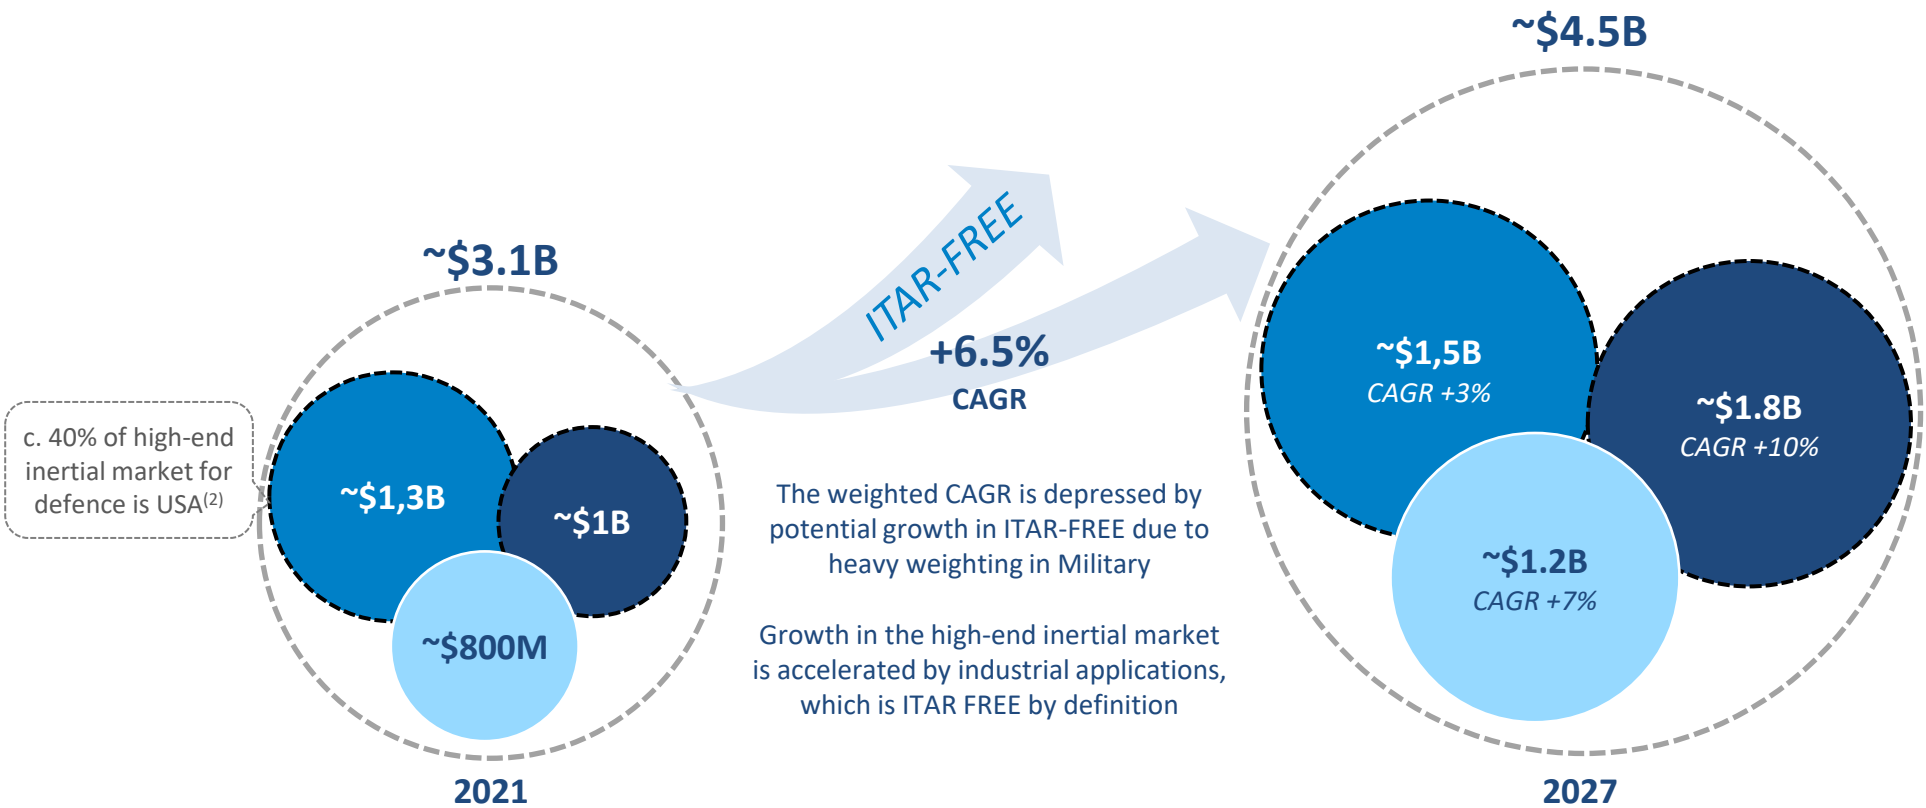 ~$4.5B
~$3.1B
ITAR-FREE
+6.5%
CAGR
c. 40% of high-end
inertial market for
defence is USA(2)
~$1,3B
~$1B
~$800M
2021
The weighted CAGR is depressed by
potential growth in ITAR-FREE due to
heavy weighting in Military
Growth in the high-end inertial market
is accelerated by industrial applications,
which is ITAR FREE by definition
~$1,5B
CAGR +3%
~$1.8B
CAGR +10%
~$1.2B
CAGR +7%
2027